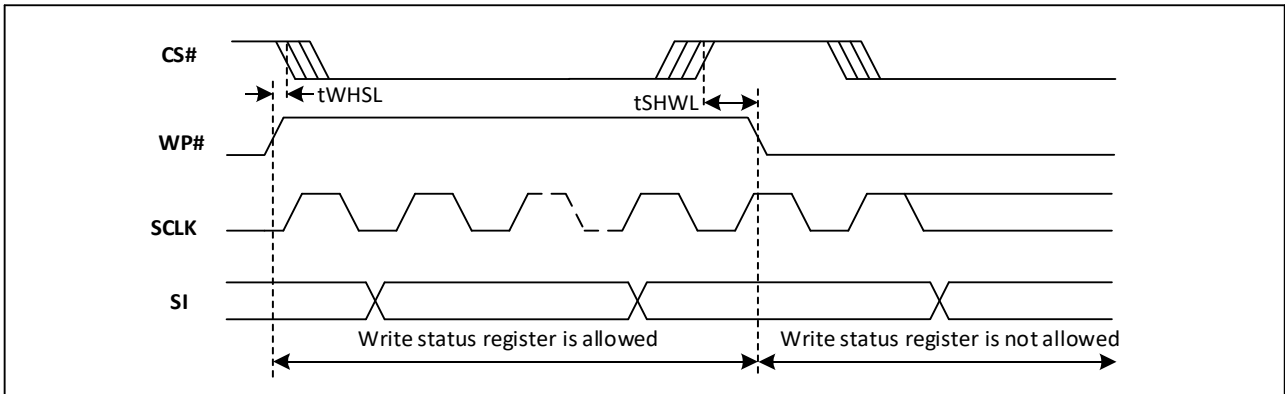 CS#
tWHSL
tSHWL
WP#
SCLK
SI
Write status register is allowed
Write status register is not allowed